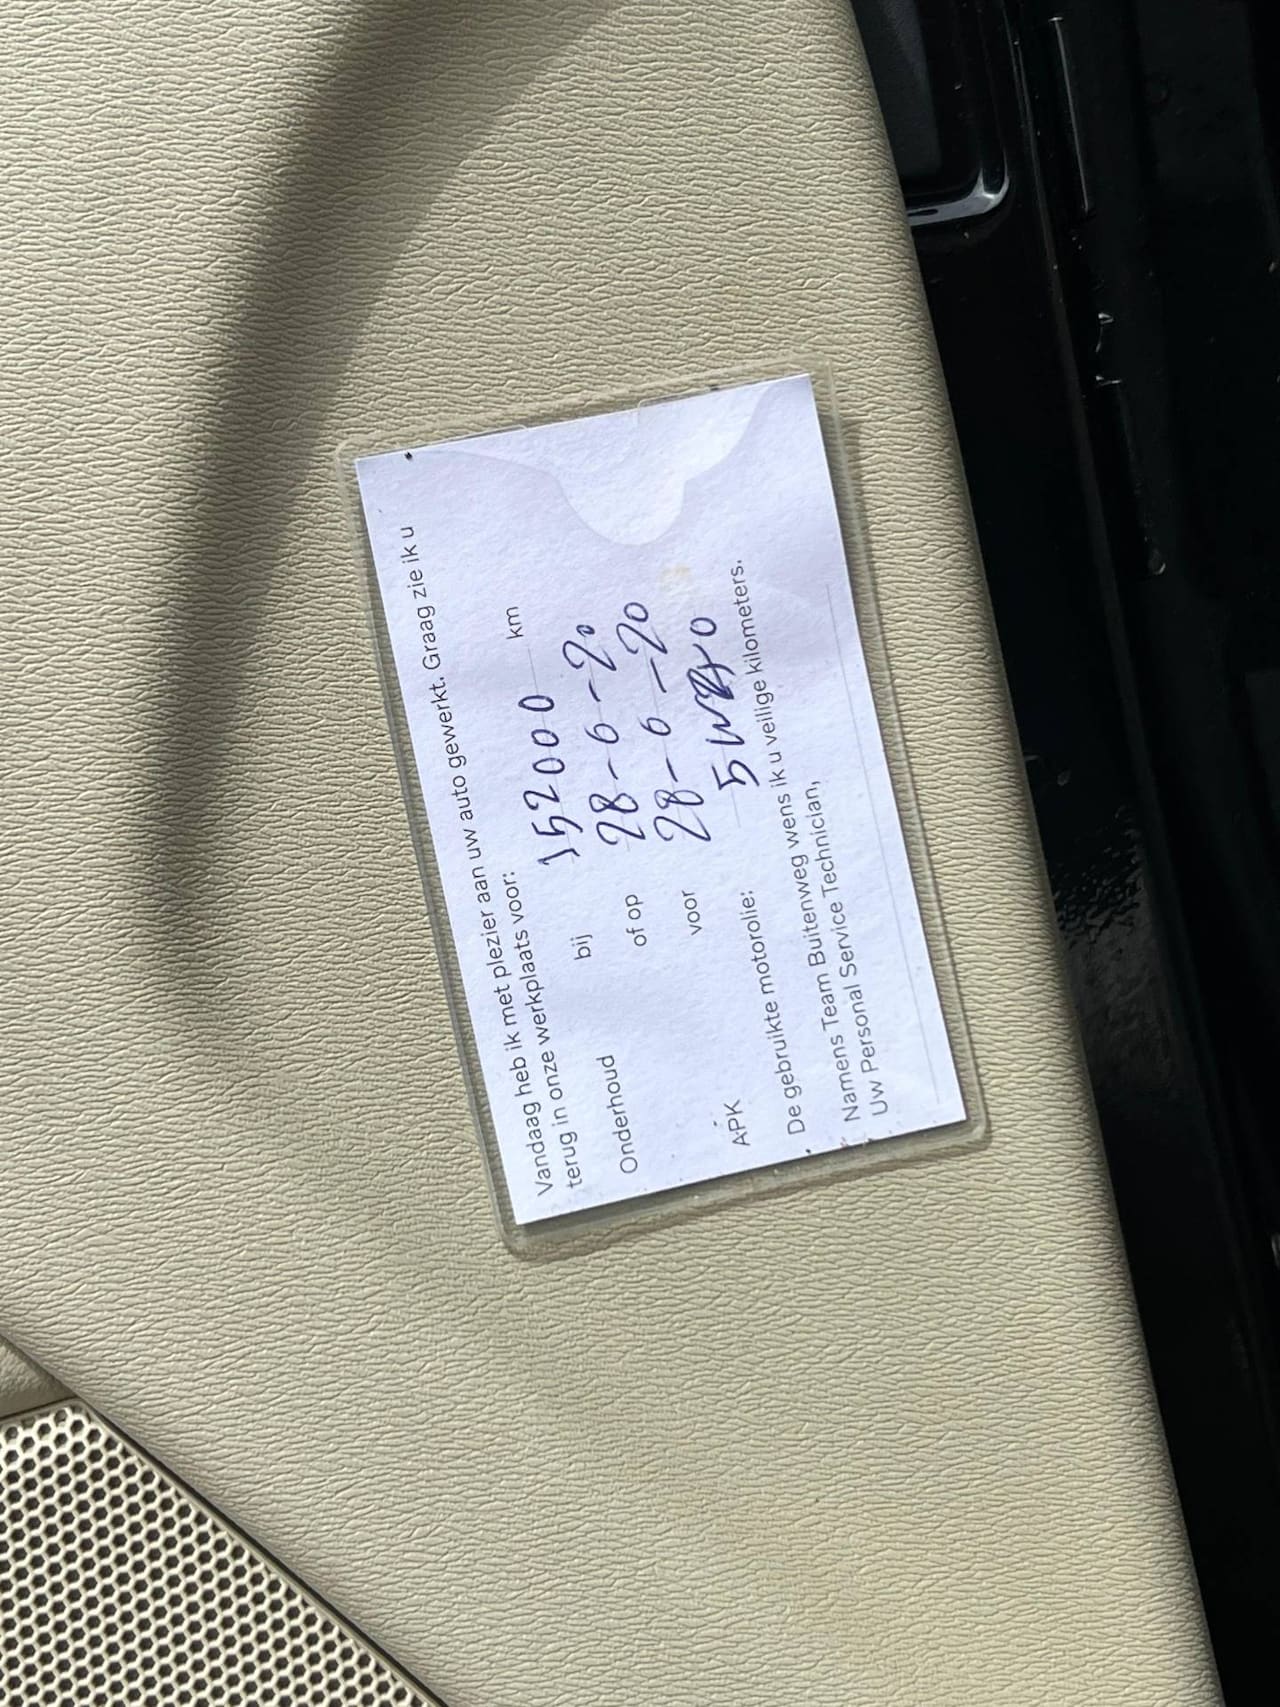 Vandaag heb ik met plezier aan uw auto gewerkt. Graag zie ik u
terug in onze werkplaats voor:
Onderhoud bij 152000 km
of op 28-6-20
APK voor 28-6-20
De gebruikte motorolie: 5W
Namens Team Buitenweg wens ik u veilige kilometers.
Uw Personal Service Technician,